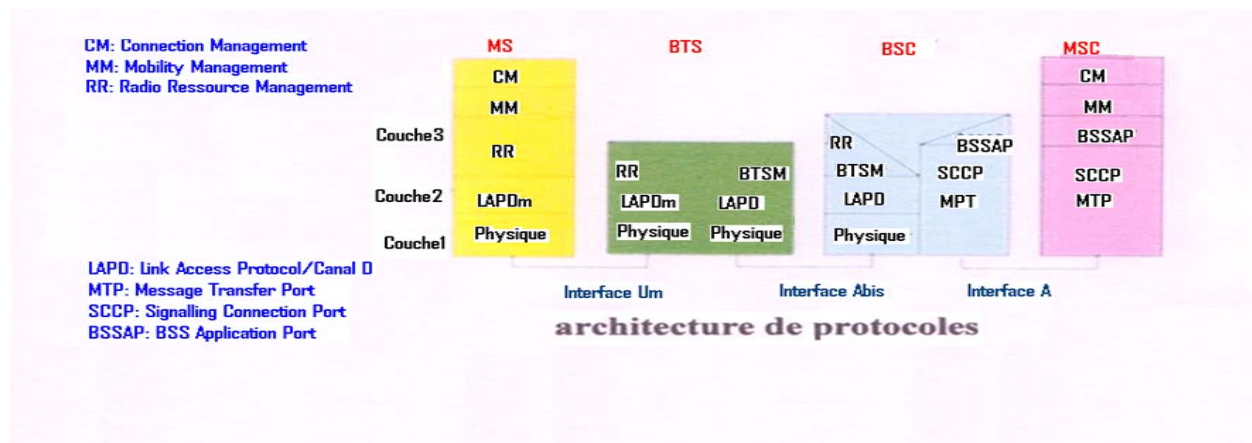 CM: Connection Management
MM: Mobility Management
RR: Radio Ressource Management
MS
BTS
BSC
MSC
Couche3
Couche2
Couche1
CM
MM
RR
LAPDm
Physique
RR
BTSM
LAPDm
LAPD
Physique
Physique
RR
BTSM
LAPD
Physique
BSSAP
SCCP
MPT
CM
MM
BSSAP
SCCP
MTP
LAPD: Link Access Protocol/Canal D
MTP: Message Transfer Port
SCCP: Signalling Connection Port
BSSAP: BSS Application Port
Interface Um
Interface Abis
Interface A
architecture de protocoles